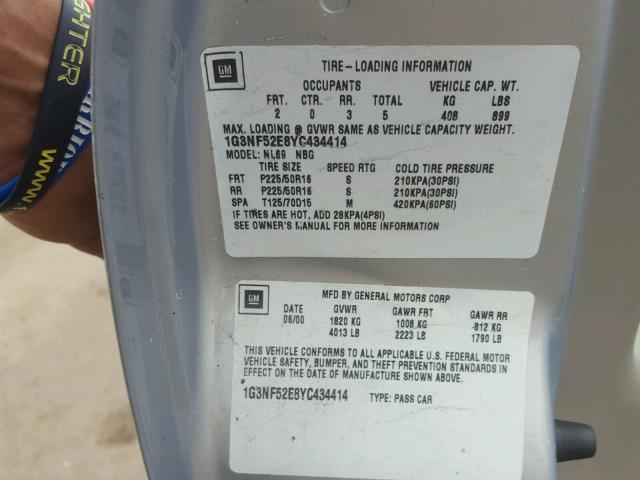 GHTER
WWW.
GM
TIRE-LOADING INFORMATION
OCCUPANTS VEHICLE CAP. WT.
FRT. CTR. RR. TOTAL KG LBS
2 0 3 5 408 899
MAX. LOADING @ GVWR SAME AS VEHICLE CAPACITY WEIGHT.
1G3NF52E8YC434414
MODEL: NL69 NBG
TIRE SIZE SPEED RTG COLD TIRE PRESSURE
FRT P225/50R16 S 210KPA(30PSI)
RR P225/50R16 S 210KPA(30PSI)
SPA T125/70D15 M 420KPA(60PSI)
IF TIRES ARE HOT, ADD 28KPA(4PSI)
SEE OWNER'S MANUAL FOR MORE INFORMATION
GM
MFD BY GENERAL MOTORS CORP
DATE GVWR GAWR FRT GAWR RR
06/00 1820 KG 1008 KG 812 KG
4013 LB 2223 LB 1790 LB
THIS VEHICLE CONFORMS TO ALL APPLICABLE U.S. FEDERAL MOTOR
VEHICLE SAFETY, BUMPER, AND THEFT PREVENTION STANDARDS IN
EFFECT ON THE DATE OF MANUFACTURE SHOWN ABOVE.
1G3NF52E8YC434414 TYPE: PASS CAR